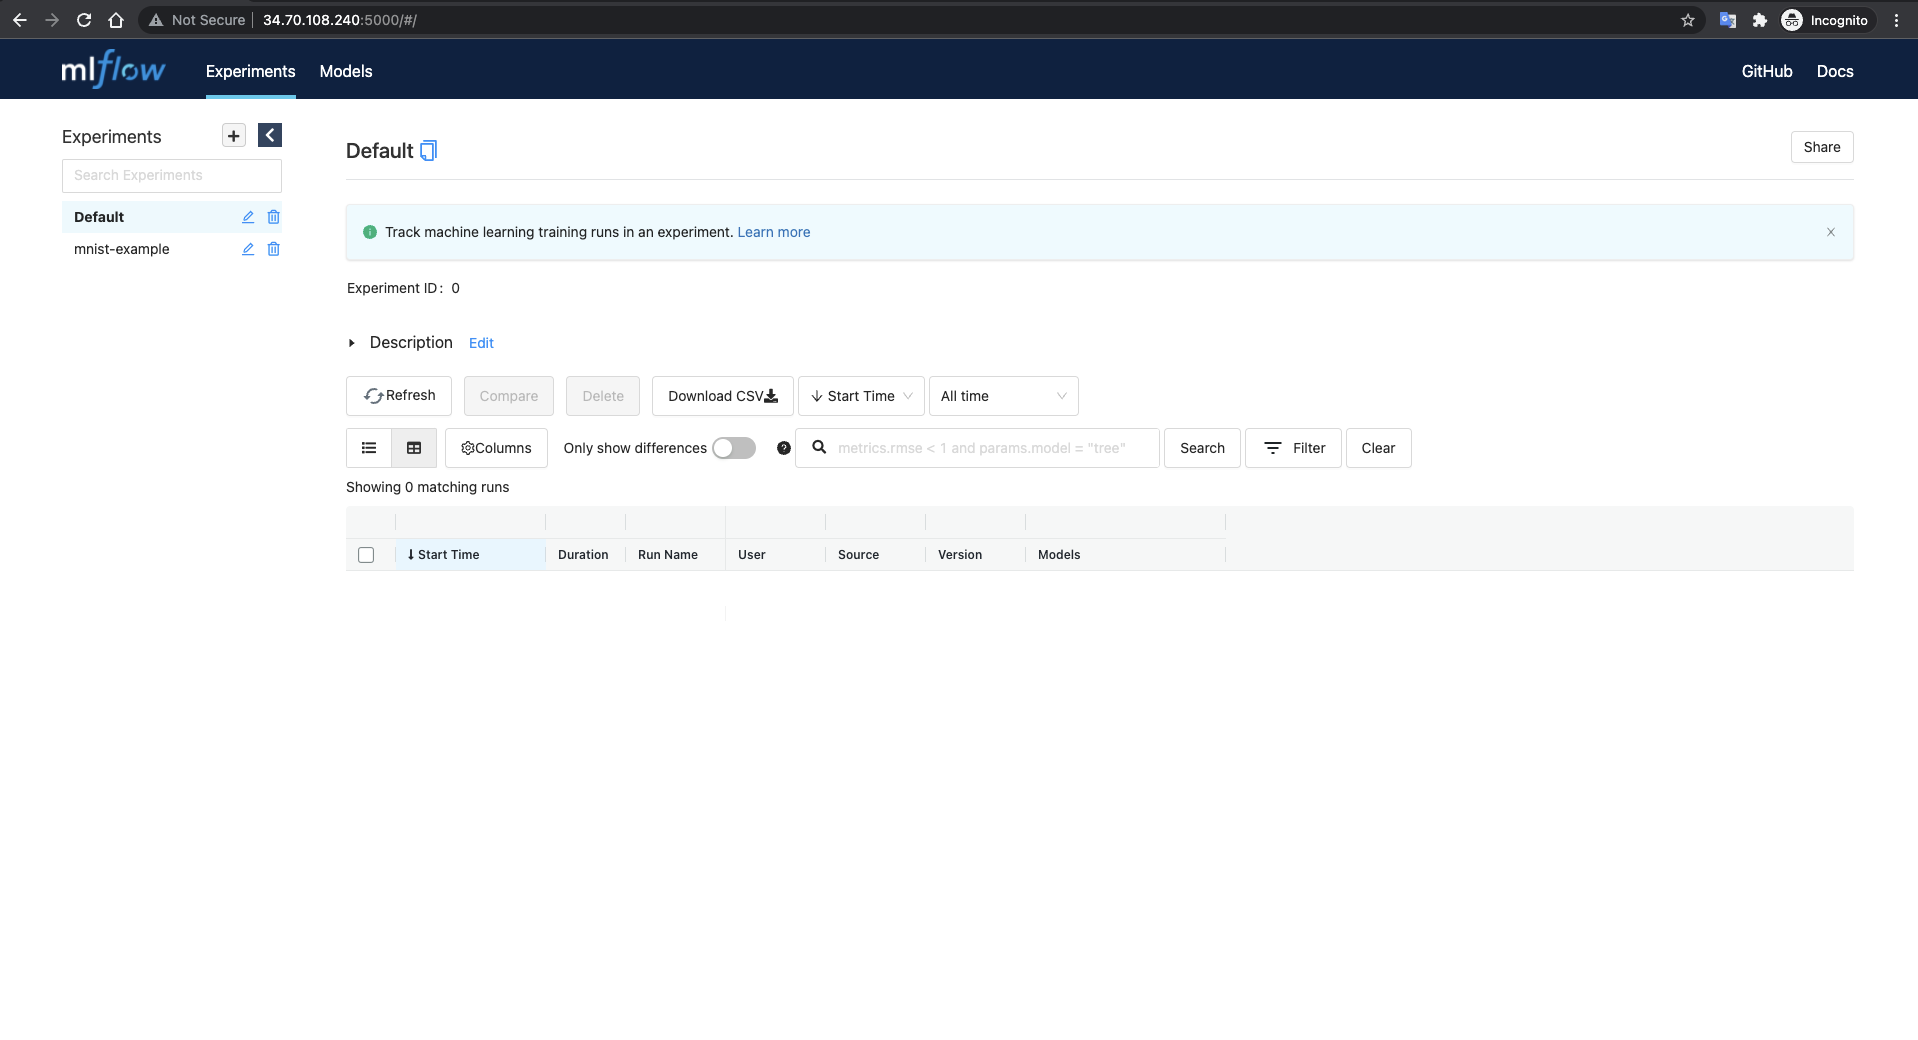 Not Secure 34.70.108.240:5000/#/ Incognito
mlflow Experiments Models GitHub Docs
Experiments
Search Experiments
Default
mnist-example
Default
Share
Track machine learning training runs in an experiment. Learn more
Experiment ID: 0
Description Edit
Refresh Compare Delete Download CSV Start Time All time
Columns Only show differences metrics.rmse < 1 and params.model = "tree" Search Filter Clear
Showing 0 matching runs
Start Time Duration Run Name User Source Version Models